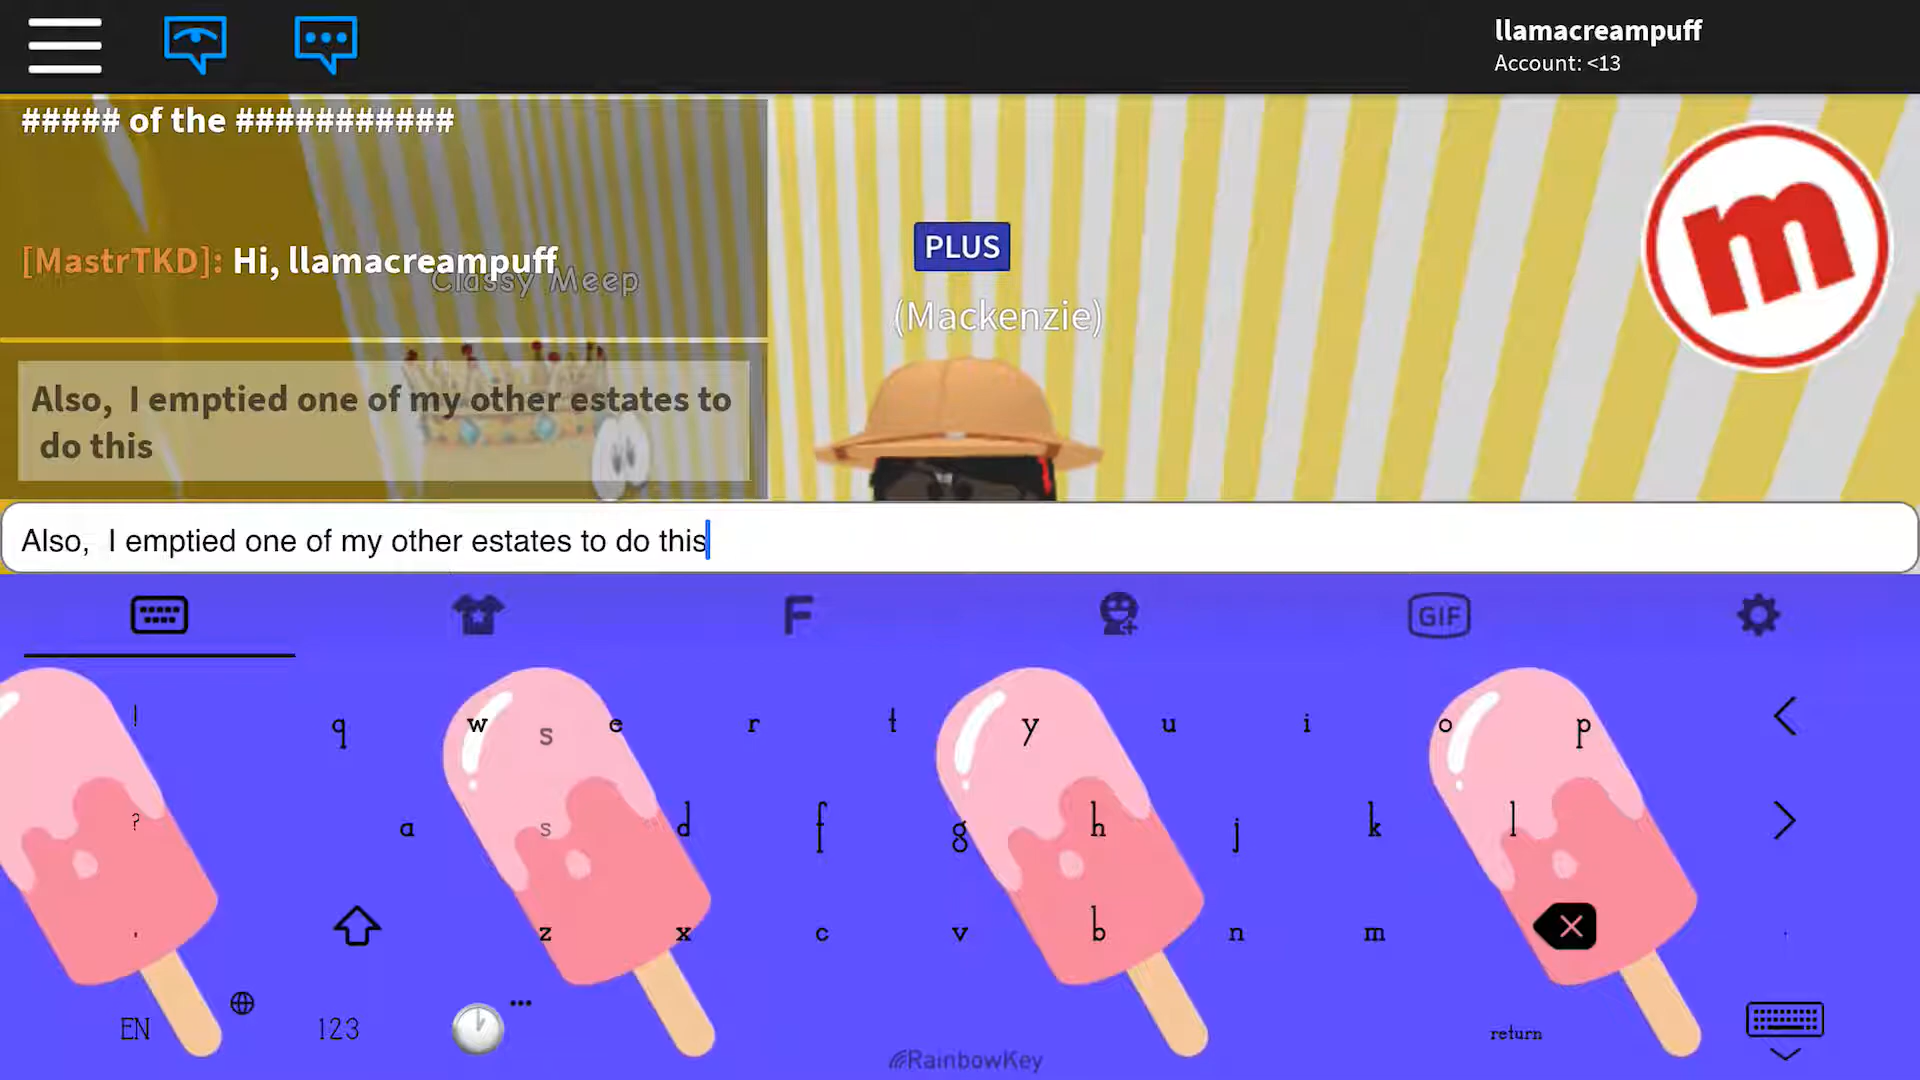 llamacreampuff
Account: <13
##### of the ###########
[MastrTKD]: Hi, llamacreampuff
Classy Meep
PLUS
(Mackenzie)
m
Also,  I emptied one of my other estates to
do this
Also,  I emptied one of my other estates to do this
F
GIF
! q w s e r t y u i o p
? a s d f g h j k l
' z x c v b n m .
EN 123 ... return
RainbowKey